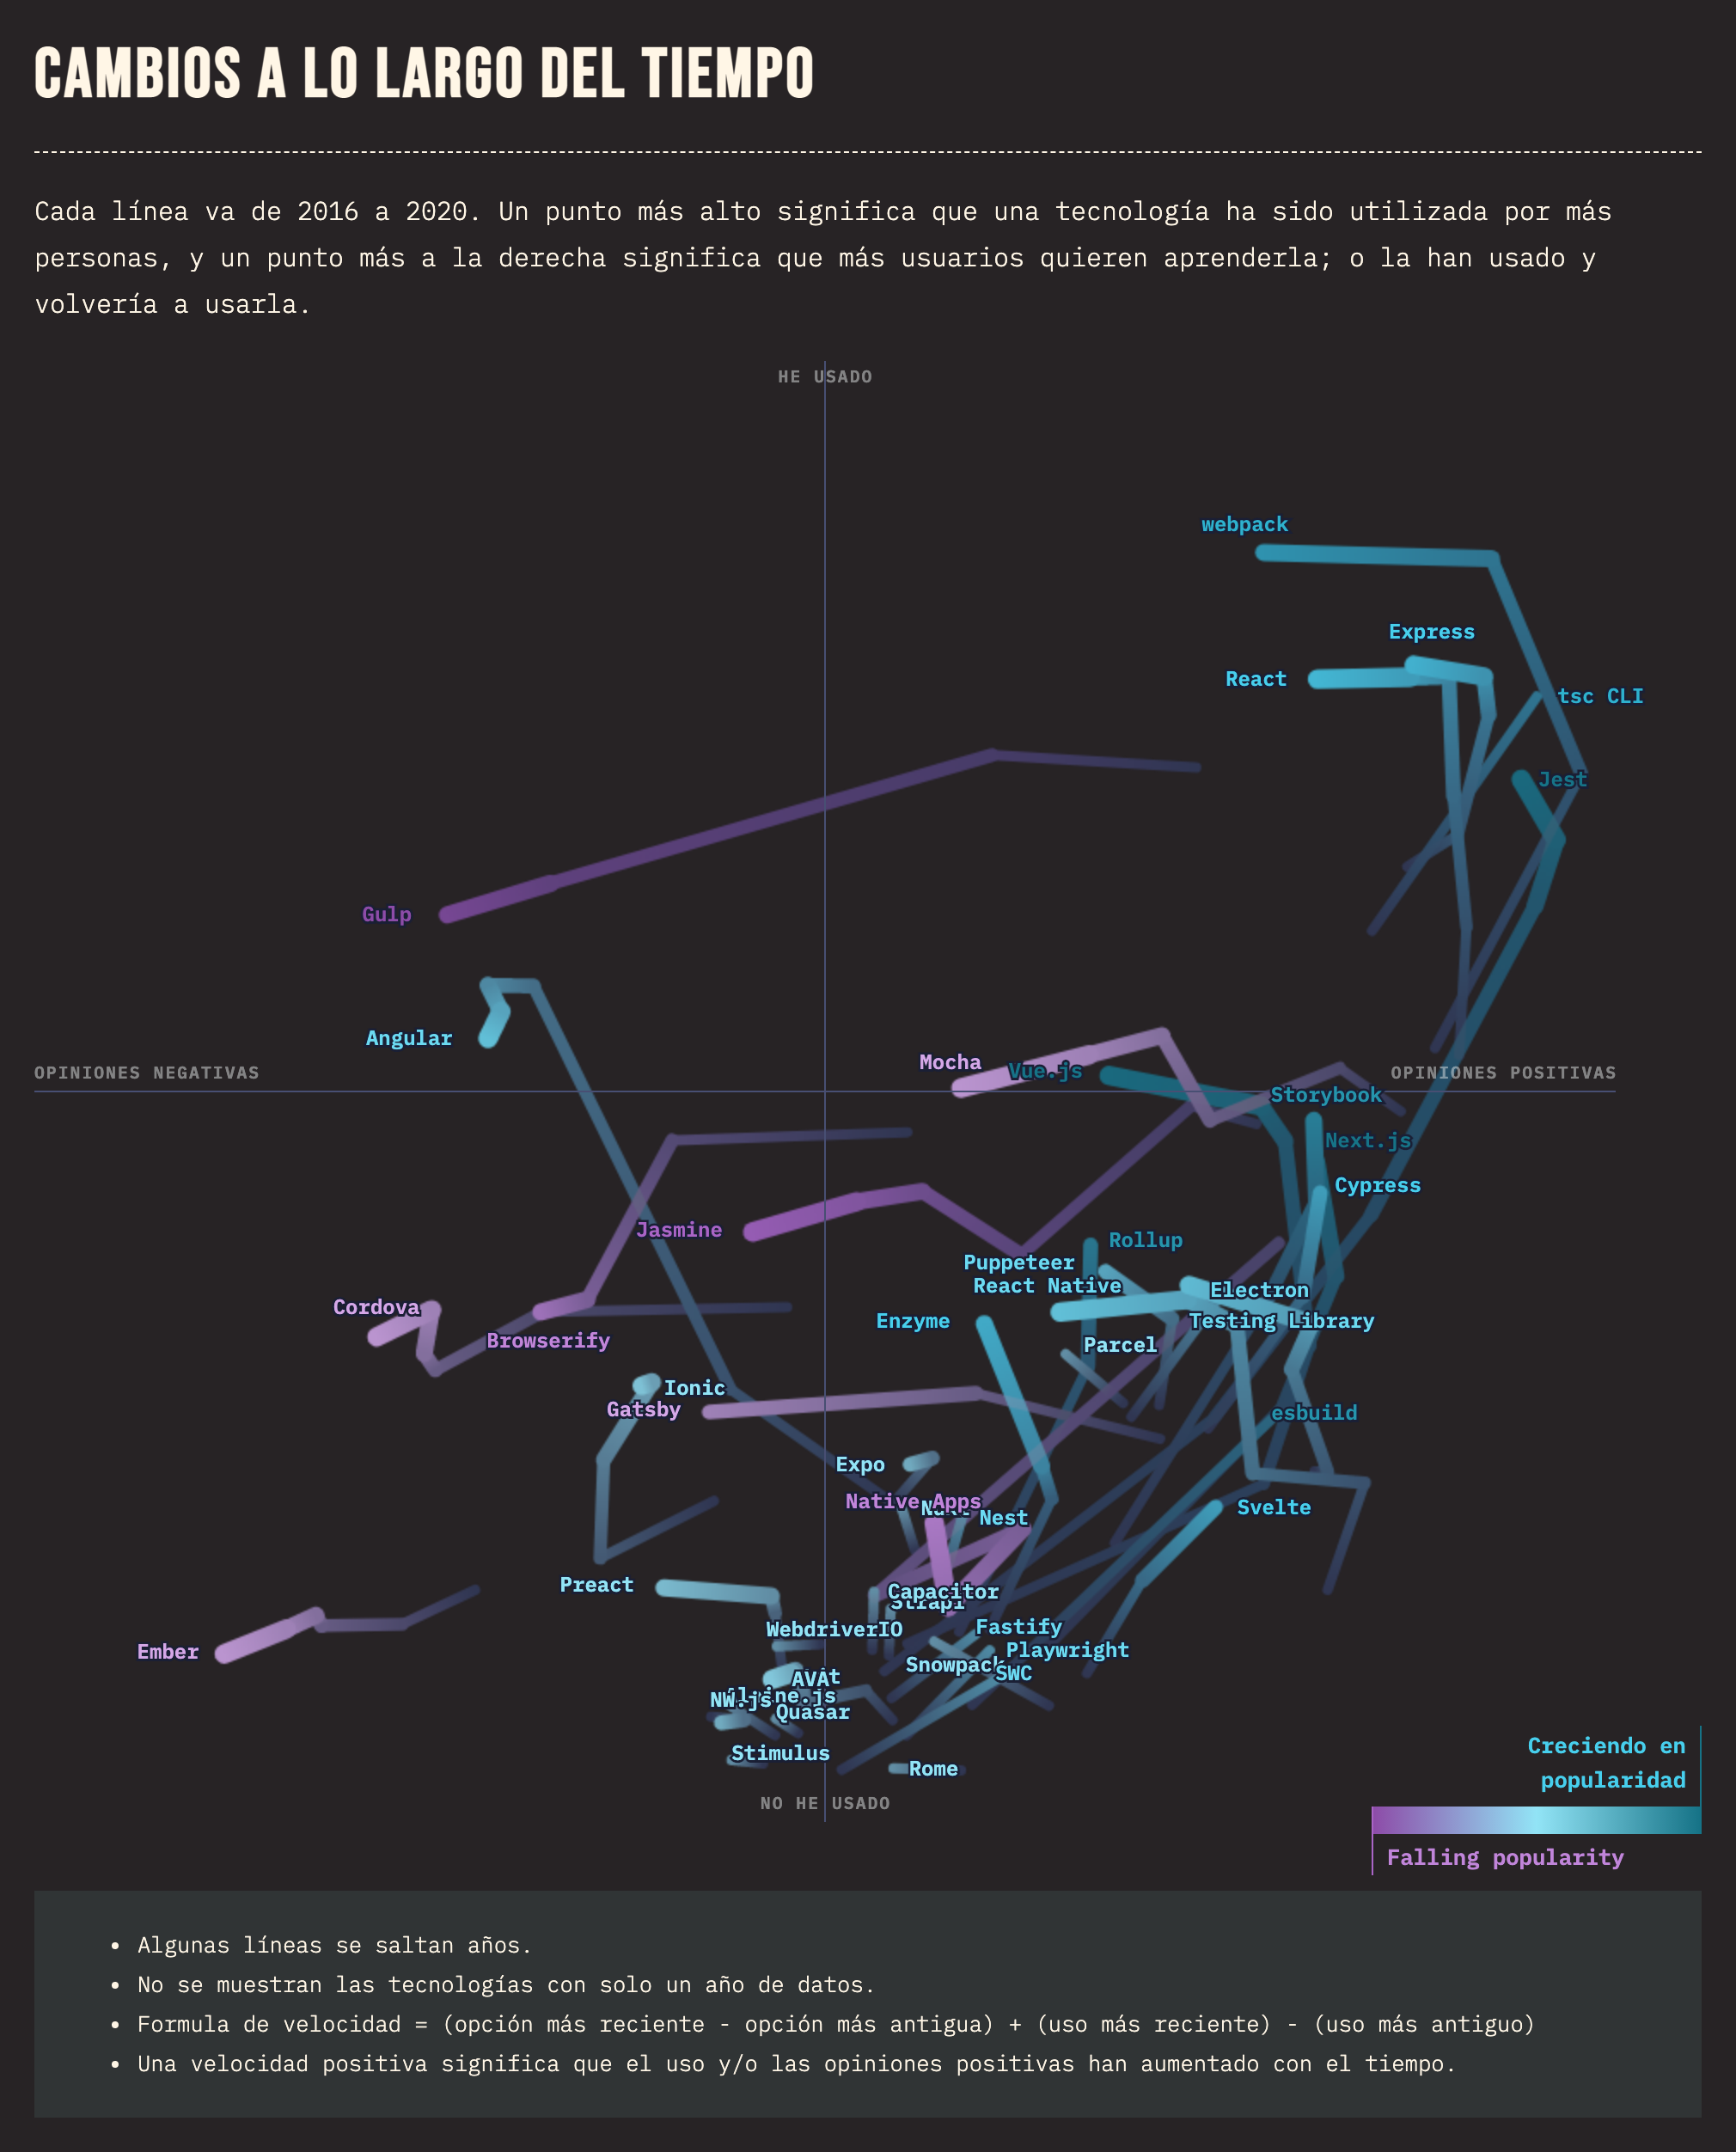 CAMBIOS A LO LARGO DEL TIEMPO
Cada línea va de 2016 a 2020. Un punto más alto significa que una tecnología ha sido utilizada por más
personas, y un punto más a la derecha significa que más usuarios quieren aprenderla; o la han usado y
volvería a usarla.
HE USADO
webpack
Express
React
tsc CLI
Jest
Gulp
Angular
Mocha
Vue.js
OPINIONES NEGATIVAS
OPINIONES POSITIVAS
Storybook
Next.js
Cypress
Jasmine
Rollup
Puppeteer
React Native
Electron
Cordova
Enzyme
Testing Library
Browserify
Parcel
Ionic
Gatsby
esbuild
Expo
Native Apps
Svelte
Nest
Preact
Capacitor
Strapi
WebdriverIO
Fastify
Ember
Playwright
Snowpack
SWC
AVA
Alpine.js
NW.js
Quasar
Stimulus
Rome
NO HE USADO
Creciendo en
popularidad
Falling popularity
• Algunas líneas se saltan años.
• No se muestran las tecnologías con solo un año de datos.
• Formula de velocidad = (opción más reciente - opción más antigua) + (uso más reciente) - (uso más antiguo)
• Una velocidad positiva significa que el uso y/o las opiniones positivas han aumentado con el tiempo.